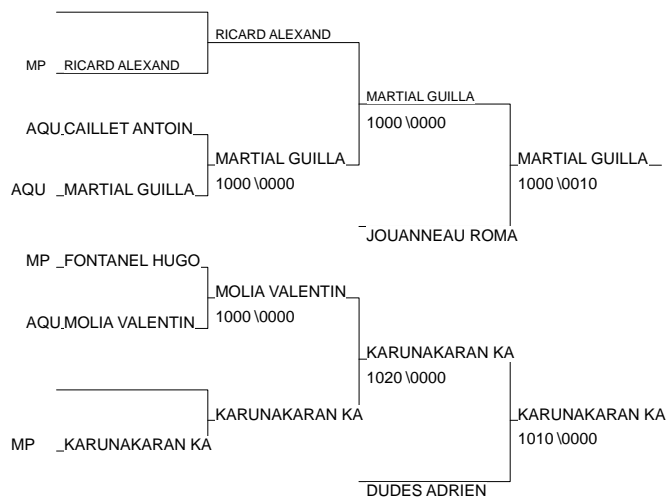 RICARD ALEXAND
MP RICARD ALEXAND
MARTIAL GUILLA
1000 \0000
AQU CAILLET ANTOIN
MARTIAL GUILLA
1000 \0000
MARTIAL GUILLA
1000 \0010
AQU MARTIAL GUILLA
JOUANNEAU ROMA
MP FONTANEL HUGO
MOLIA VALENTIN
1000 \0000
AQU MOLIA VALENTIN
KARUNAKARAN KA
1020 \0000
KARUNAKARAN KA
KARUNAKARAN KA
1010 \0000
MP KARUNAKARAN KA
DUDES ADRIEN